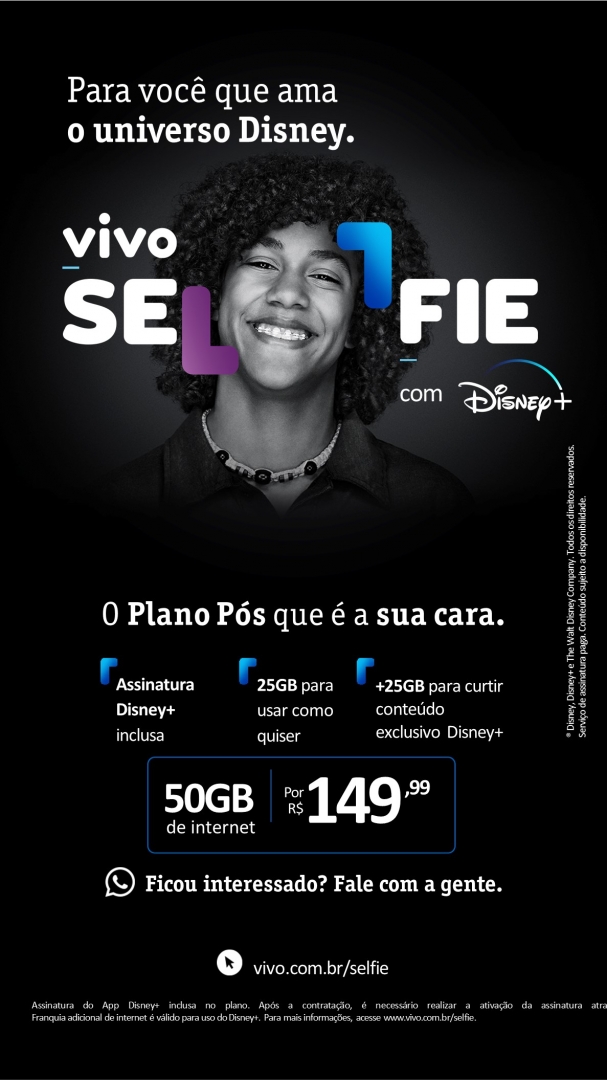 Para você que ama
o universo Disney.
vivo
SELFIE
com Disney+
® Disney, Disney+ e The Walt Disney Company. Todos os direitos reservados.
Serviço de assinatura paga. Conteúdo sujeito a disponibilidade.
O Plano Pós que é a sua cara.
Assinatura
Disney+
inclusa
25GB para
usar como
quiser
+25GB para curtir
conteúdo
exclusivo Disney+
50GB
de internet
Por
R$
149,99
Ficou interessado? Fale com a gente.
vivo.com.br/selfie
Assinatura do App Disney+ inclusa no plano. Após a contratação, é necessário realizar a ativação da assinatura
Franquia adicional de internet é válido para uso do Disney+. Para mais informações, acesse www.vivo.com.br/selfie.